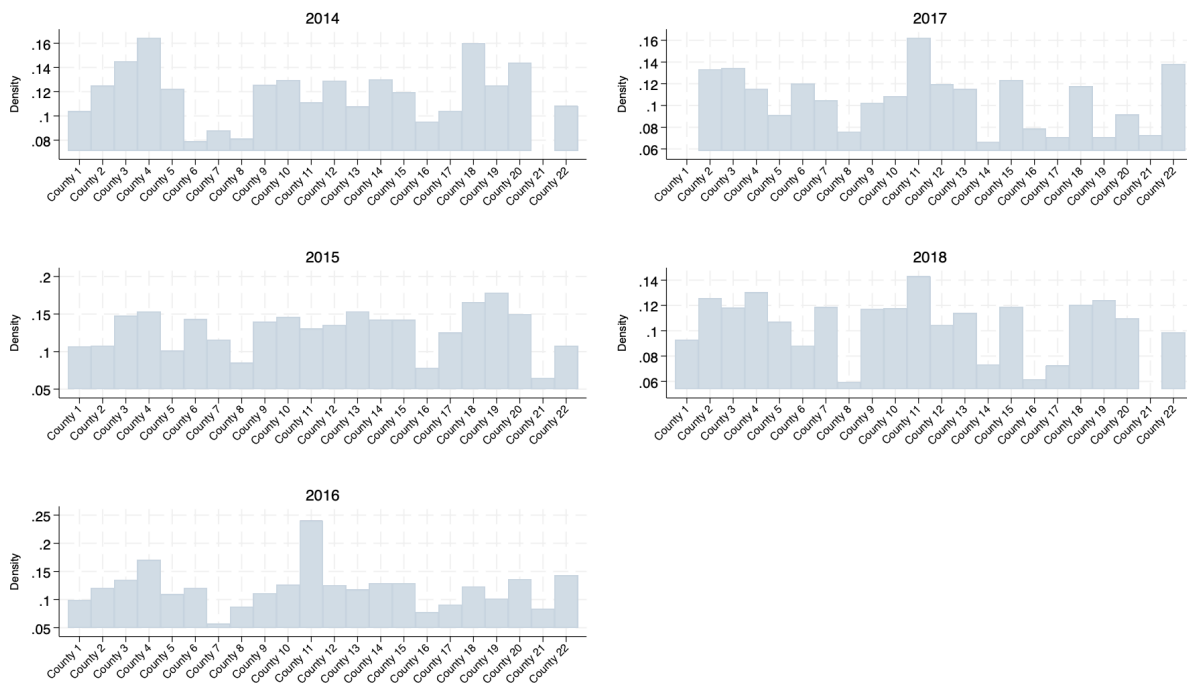 2014
Density
.16
.14
.12
.1
.08
County 1
County 2
County 3
County 4
County 5
County 6
County 7
County 8
County 9
County 10
County 11
County 12
County 13
County 14
County 15
County 16
County 17
County 18
County 19
County 20
County 21
County 22
2017
Density
.16
.14
.12
.1
.08
.06
County 1
County 2
County 3
County 4
County 5
County 6
County 7
County 8
County 9
County 10
County 11
County 12
County 13
County 14
County 15
County 16
County 17
County 18
County 19
County 20
County 21
County 22
2015
Density
.2
.15
.1
.05
County 1
County 2
County 3
County 4
County 5
County 6
County 7
County 8
County 9
County 10
County 11
County 12
County 13
County 14
County 15
County 16
County 17
County 18
County 19
County 20
County 21
County 22
2018
Density
.14
.12
.1
.08
.06
County 1
County 2
County 3
County 4
County 5
County 6
County 7
County 8
County 9
County 10
County 11
County 12
County 13
County 14
County 15
County 16
County 17
County 18
County 19
County 20
County 21
County 22
2016
Density
.25
.2
.15
.1
.05
County 1
County 2
County 3
County 4
County 5
County 6
County 7
County 8
County 9
County 10
County 11
County 12
County 13
County 14
County 15
County 16
County 17
County 18
County 19
County 20
County 21
County 22